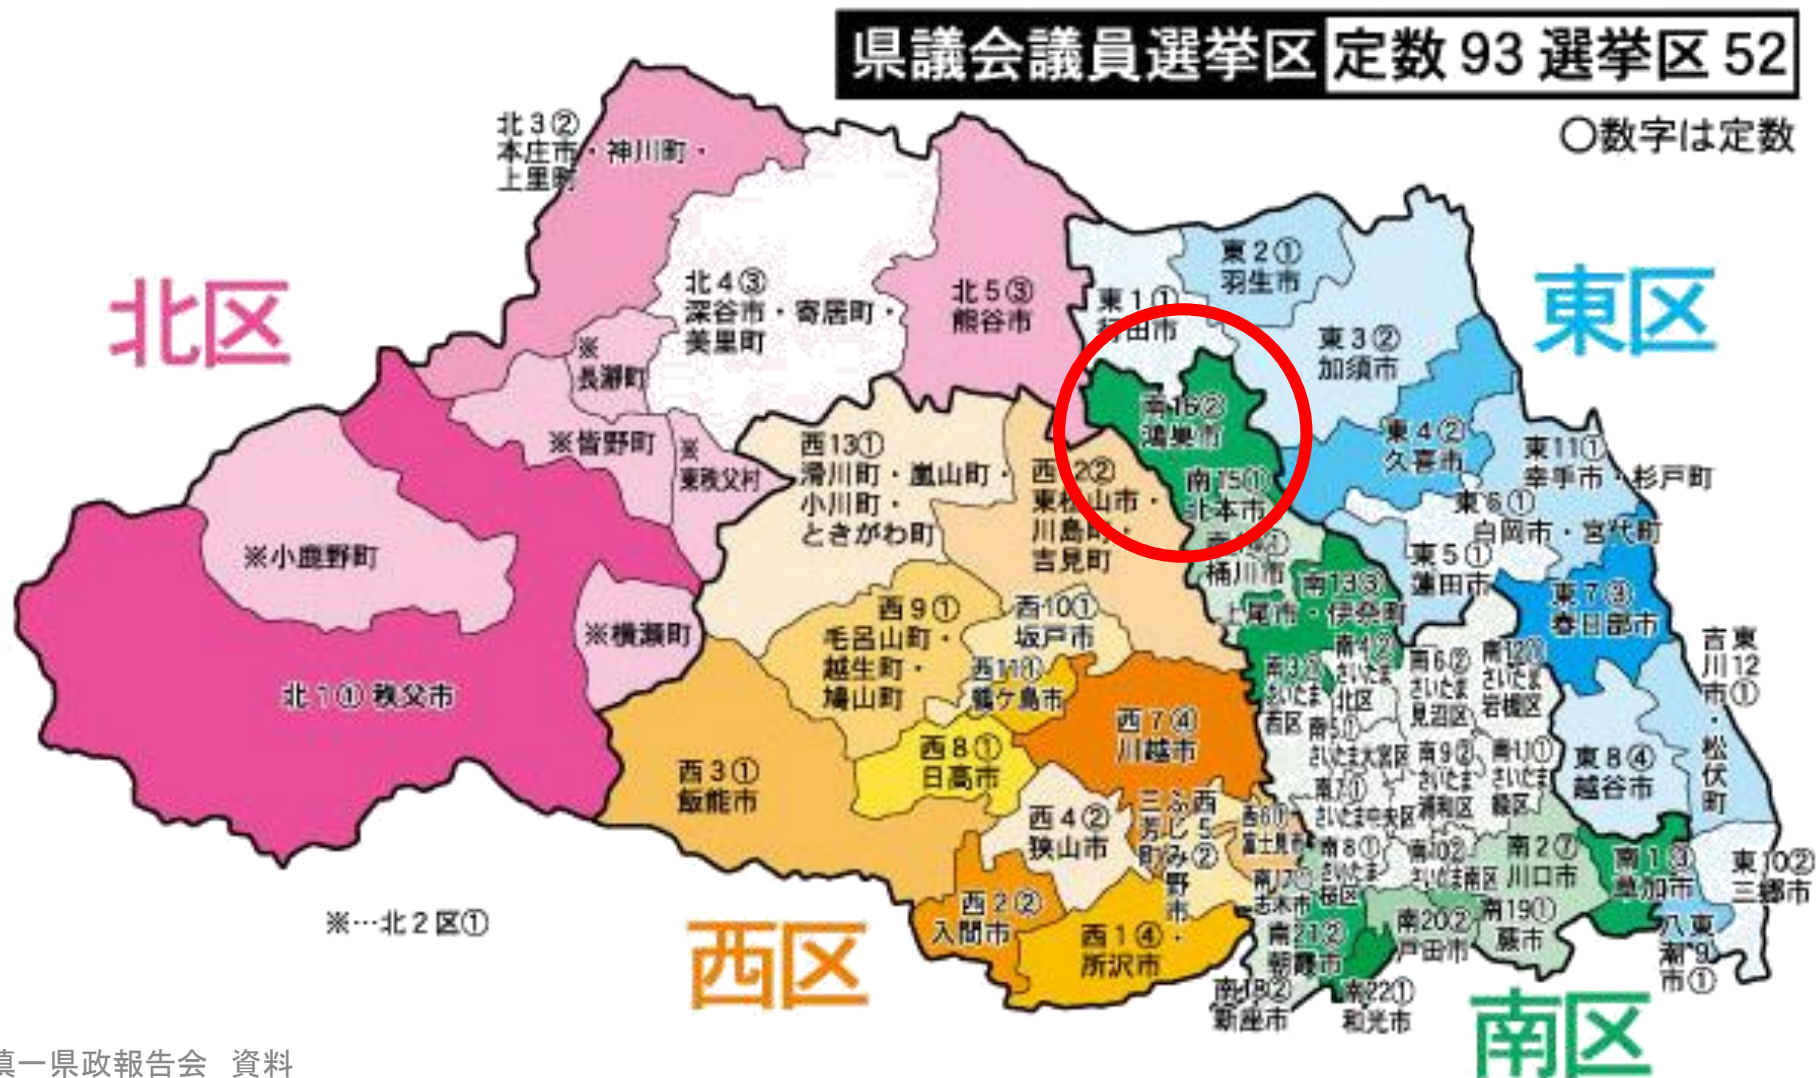 県議会議員選挙区 定数93 選挙区52
〇数字は定数
北区
東区
西区
南区
北3②
本庄市・神川町・
上里町
北4③
深谷市・寄居町・
美里町
北5③
熊谷市
※
長瀞町
※皆野町
※
東秩父村
※小鹿野町
※横瀬町
北1①秩父市
※…北2区①
東1①
行田市
東2①
羽生市
東3②
加須市
東4②
久喜市
東11①
幸手市・杉戸町
東6①
白岡市・宮代町
東5①
蓮田市
東7③
春日部市
東12①
吉川市・松伏町
東8④
越谷市
東10②
三郷市
東9①
八潮市
西13①
滑川町・嵐山町・
小川町・
ときがわ町
西12②
東松山市・
川島町・
吉見町
西9①
毛呂山町・
越生町・
鳩山町
西10①
坂戸市
西11①
鶴ケ島市
西7④
川越市
西8①
日高市
西3①
飯能市
西4②
狭山市
西5②
ふじみ野市・
三芳町
西6①
富士見市
西2②
入間市
西1④
所沢市
南16②
鴻巣市
南15①
北本市
南14①
桶川市
南13③
上尾市・伊奈町
南3①
さいたま
西区
南4②
さいたま
北区
南5①
さいたま大宮区
南6②
さいたま
見沼区
南12①
さいたま
岩槻区
南7①
さいたま中央区
南9②
さいたま
浦和区
南11①
さいたま
緑区
南8①
さいたま
桜区
南10②
さいたま南区
南2⑦
川口市
南1③
草加市
南17①
志木市
南20②
戸田市
南19①
蕨市
南21②
朝霞市
南18②
新座市
南22①
和光市
慎一県政報告会 資料